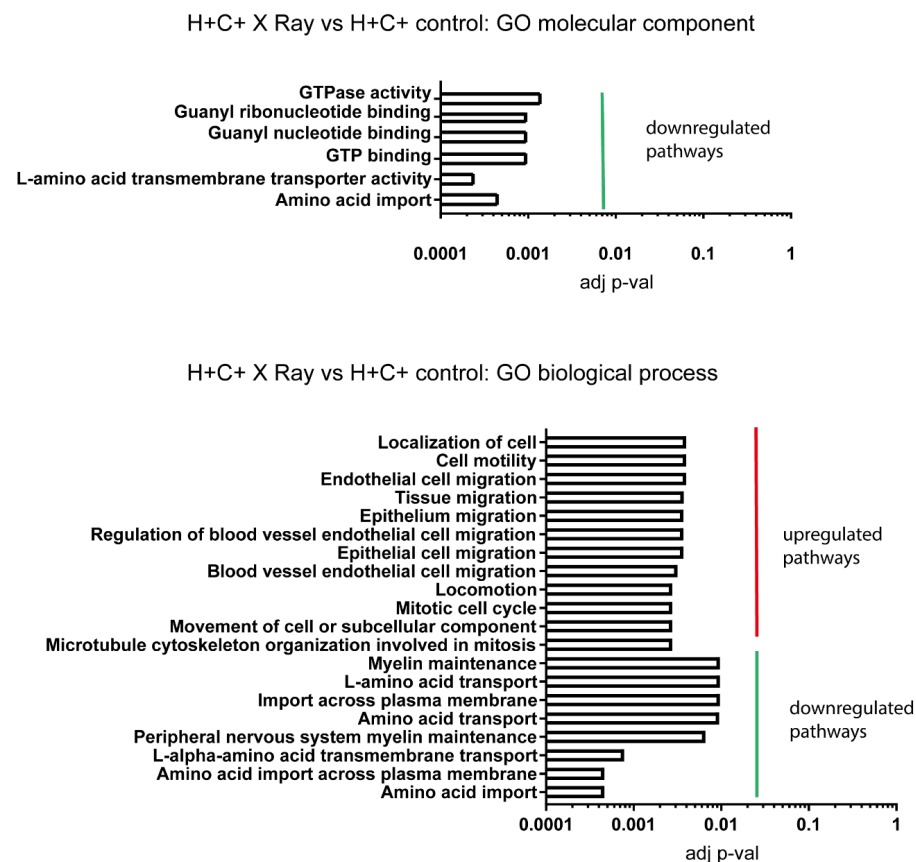 H+C+ X Ray vs H+C+ control: GO molecular component
GTPase activity
Guanyl ribonucleotide binding
Guanyl nucleotide binding
GTP binding
L-amino acid transmembrane transporter activity
Amino acid import
downregulated
pathways
0.0001 0.001 0.01 0.1 1
adj p-val
H+C+ X Ray vs H+C+ control: GO biological process
Localization of cell
Cell motility
Endothelial cell migration
Tissue migration
Epithelium migration
Regulation of blood vessel endothelial cell migration
Epithelial cell migration
Blood vessel endothelial cell migration
Locomotion
Mitotic cell cycle
Movement of cell or subcellular component
Microtubule cytoskeleton organization involved in mitosis
Myelin maintenance
L-amino acid transport
Import across plasma membrane
Amino acid transport
Peripheral nervous system myelin maintenance
L-alpha-amino acid transmembrane transport
Amino acid import across plasma membrane
Amino acid import
upregulated
pathways
downregulated
pathways
0.0001 0.001 0.01 0.1 1
adj p-val